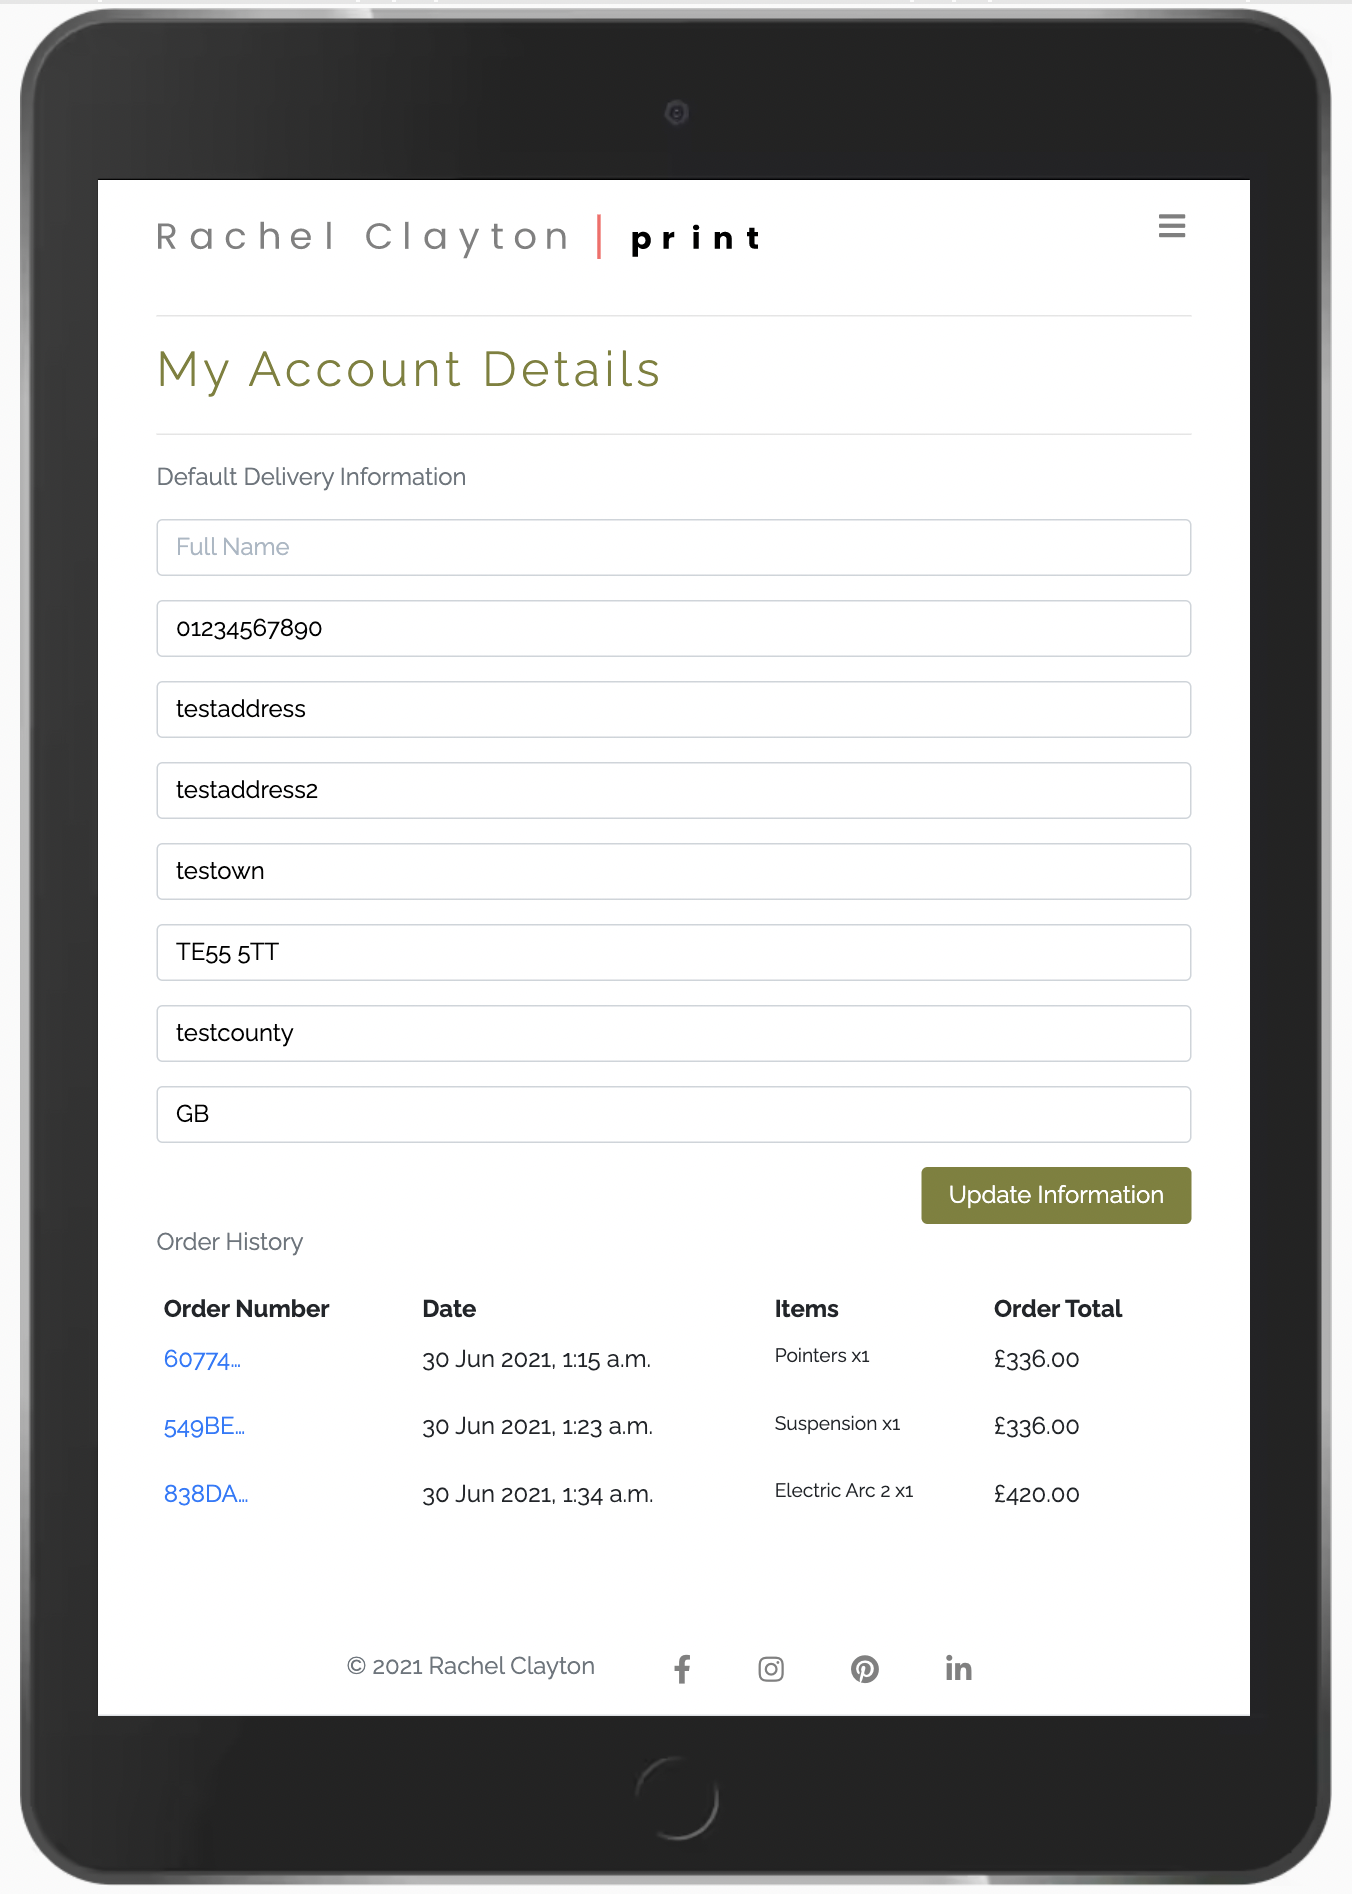 Rachel Clayton | print
My Account Details
Default Delivery Information
Full Name
01234567890
testaddress
testaddress2
testown
TE55 5TT
testcounty
GB
Update Information
Order History
Order Number Date Items Order Total
60774... 30 Jun 2021, 1:15 a.m. Pointers x1 £336.00
549BE... 30 Jun 2021, 1:23 a.m. Suspension x1 £336.00
838DA... 30 Jun 2021, 1:34 a.m. Electric Arc 2 x1 £420.00
© 2021 Rachel Clayton